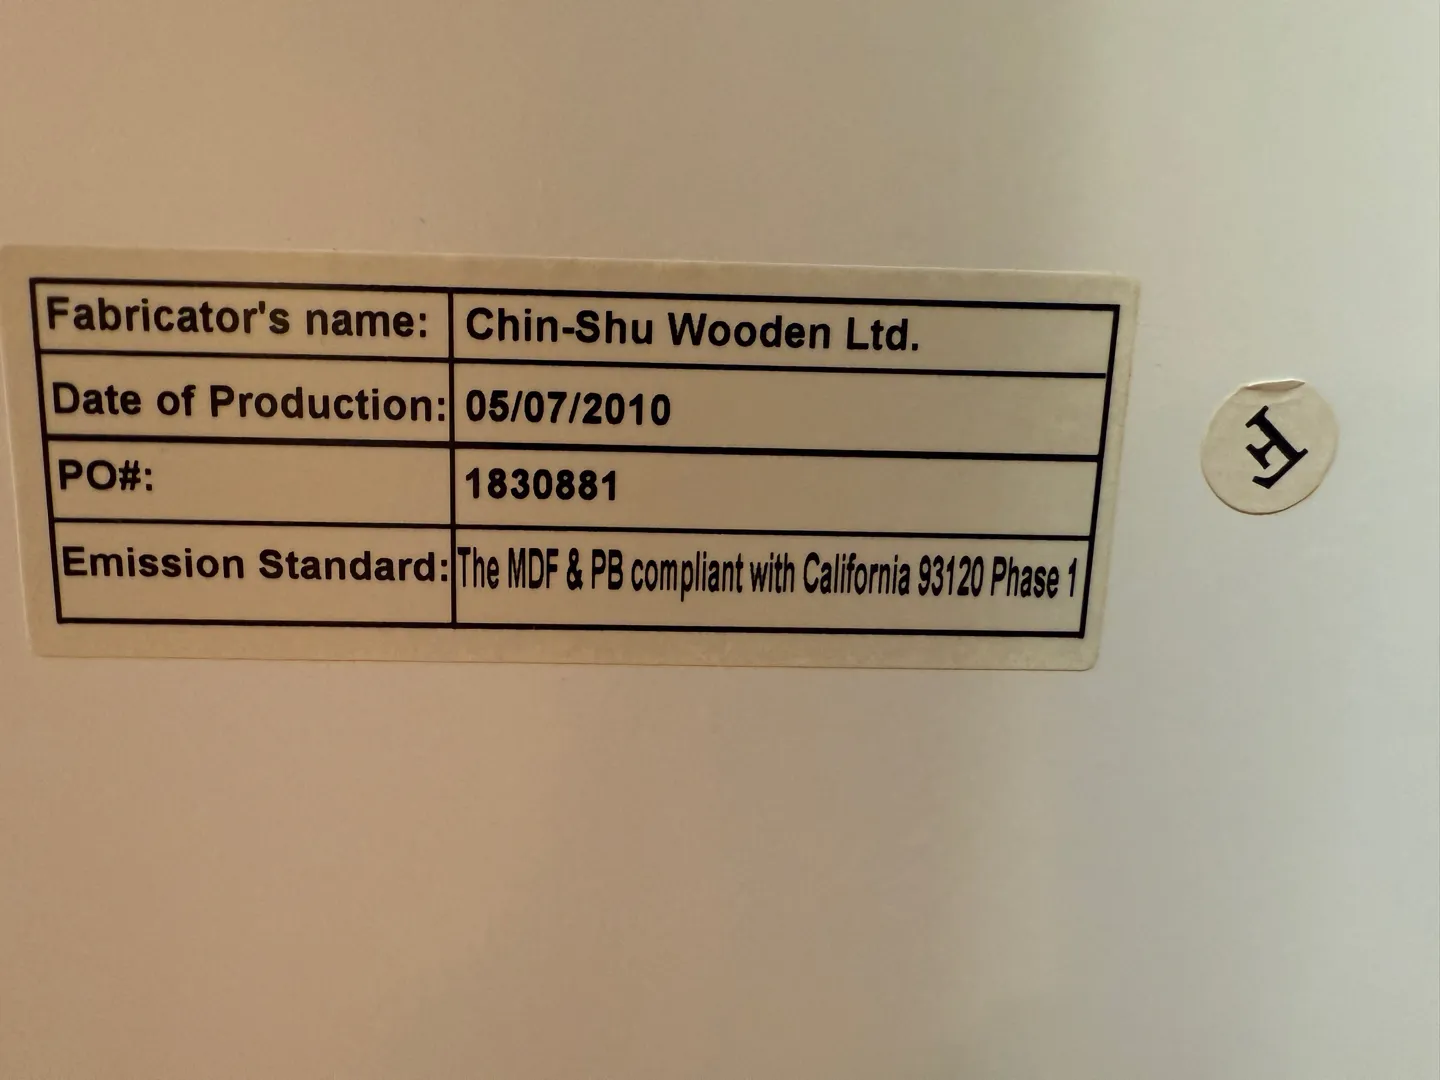 Fabricator's name: Chin-Shu Wooden Ltd.
Date of Production: 05/07/2010
PO#: 1830881
Emission Standard: The MDF & PB compliant with California 93120 Phase 1
F